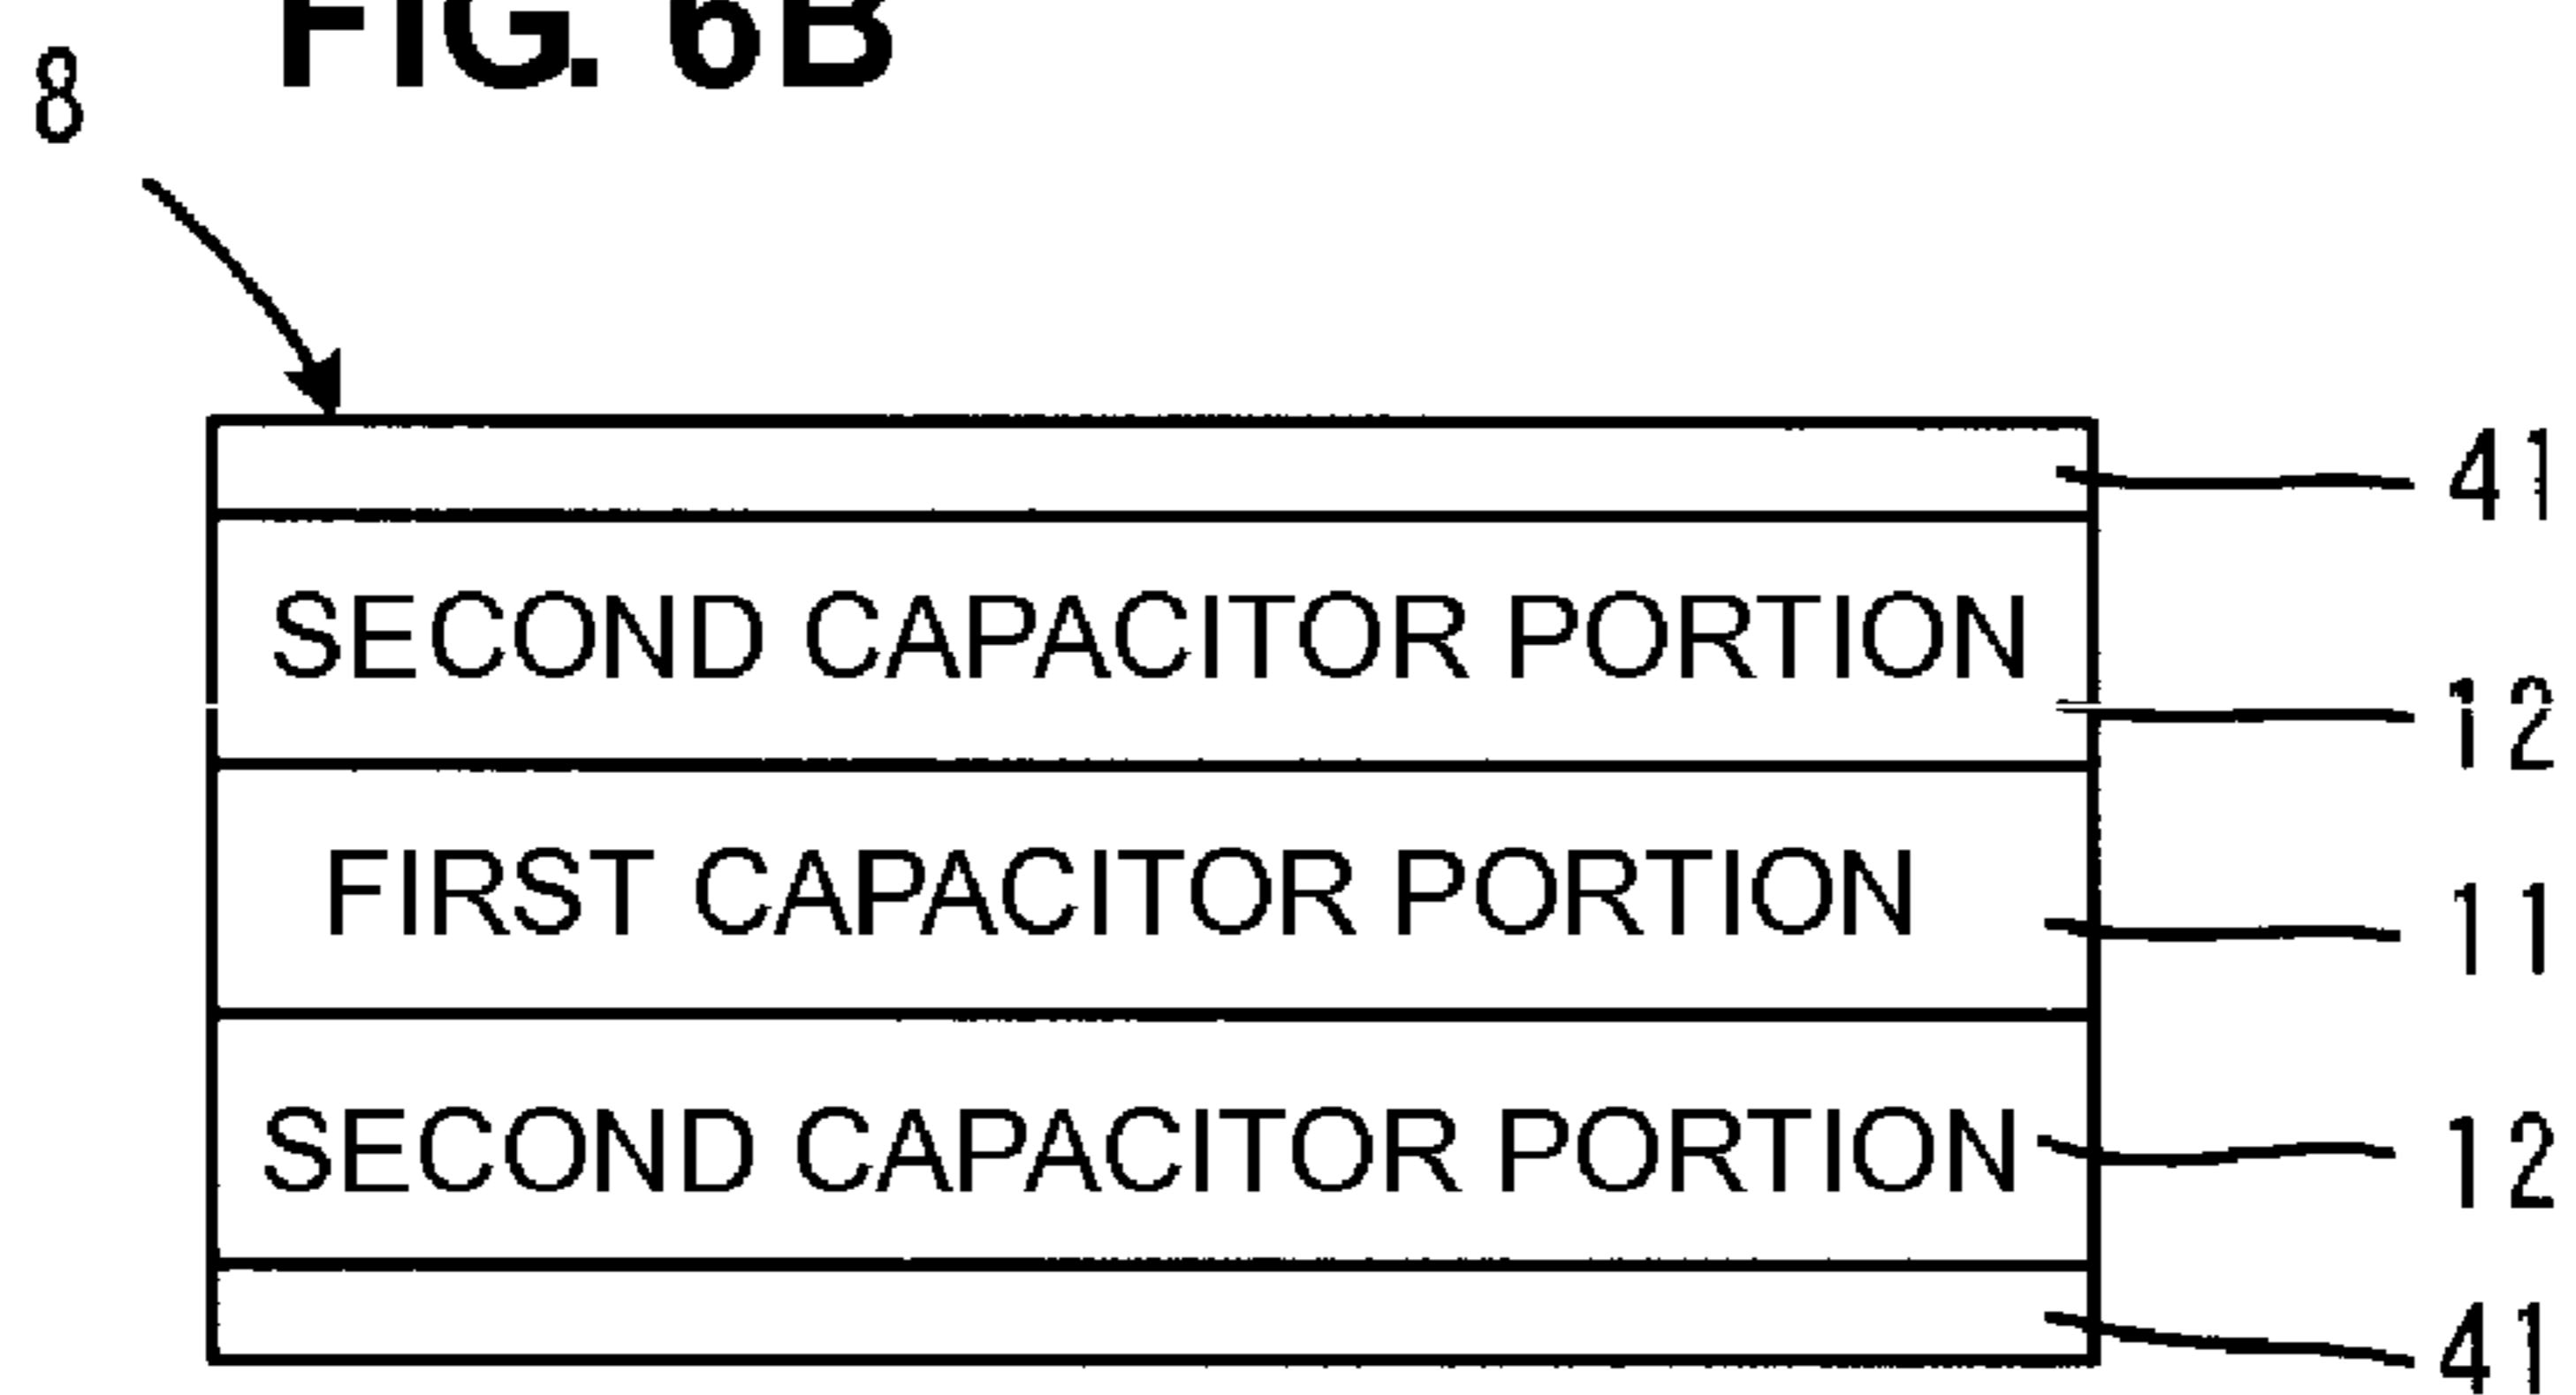 FIG. 6B
8
41
SECOND CAPACITOR PORTION
12
FIRST CAPACITOR PORTION
11
SECOND CAPACITOR PORTION
12
41